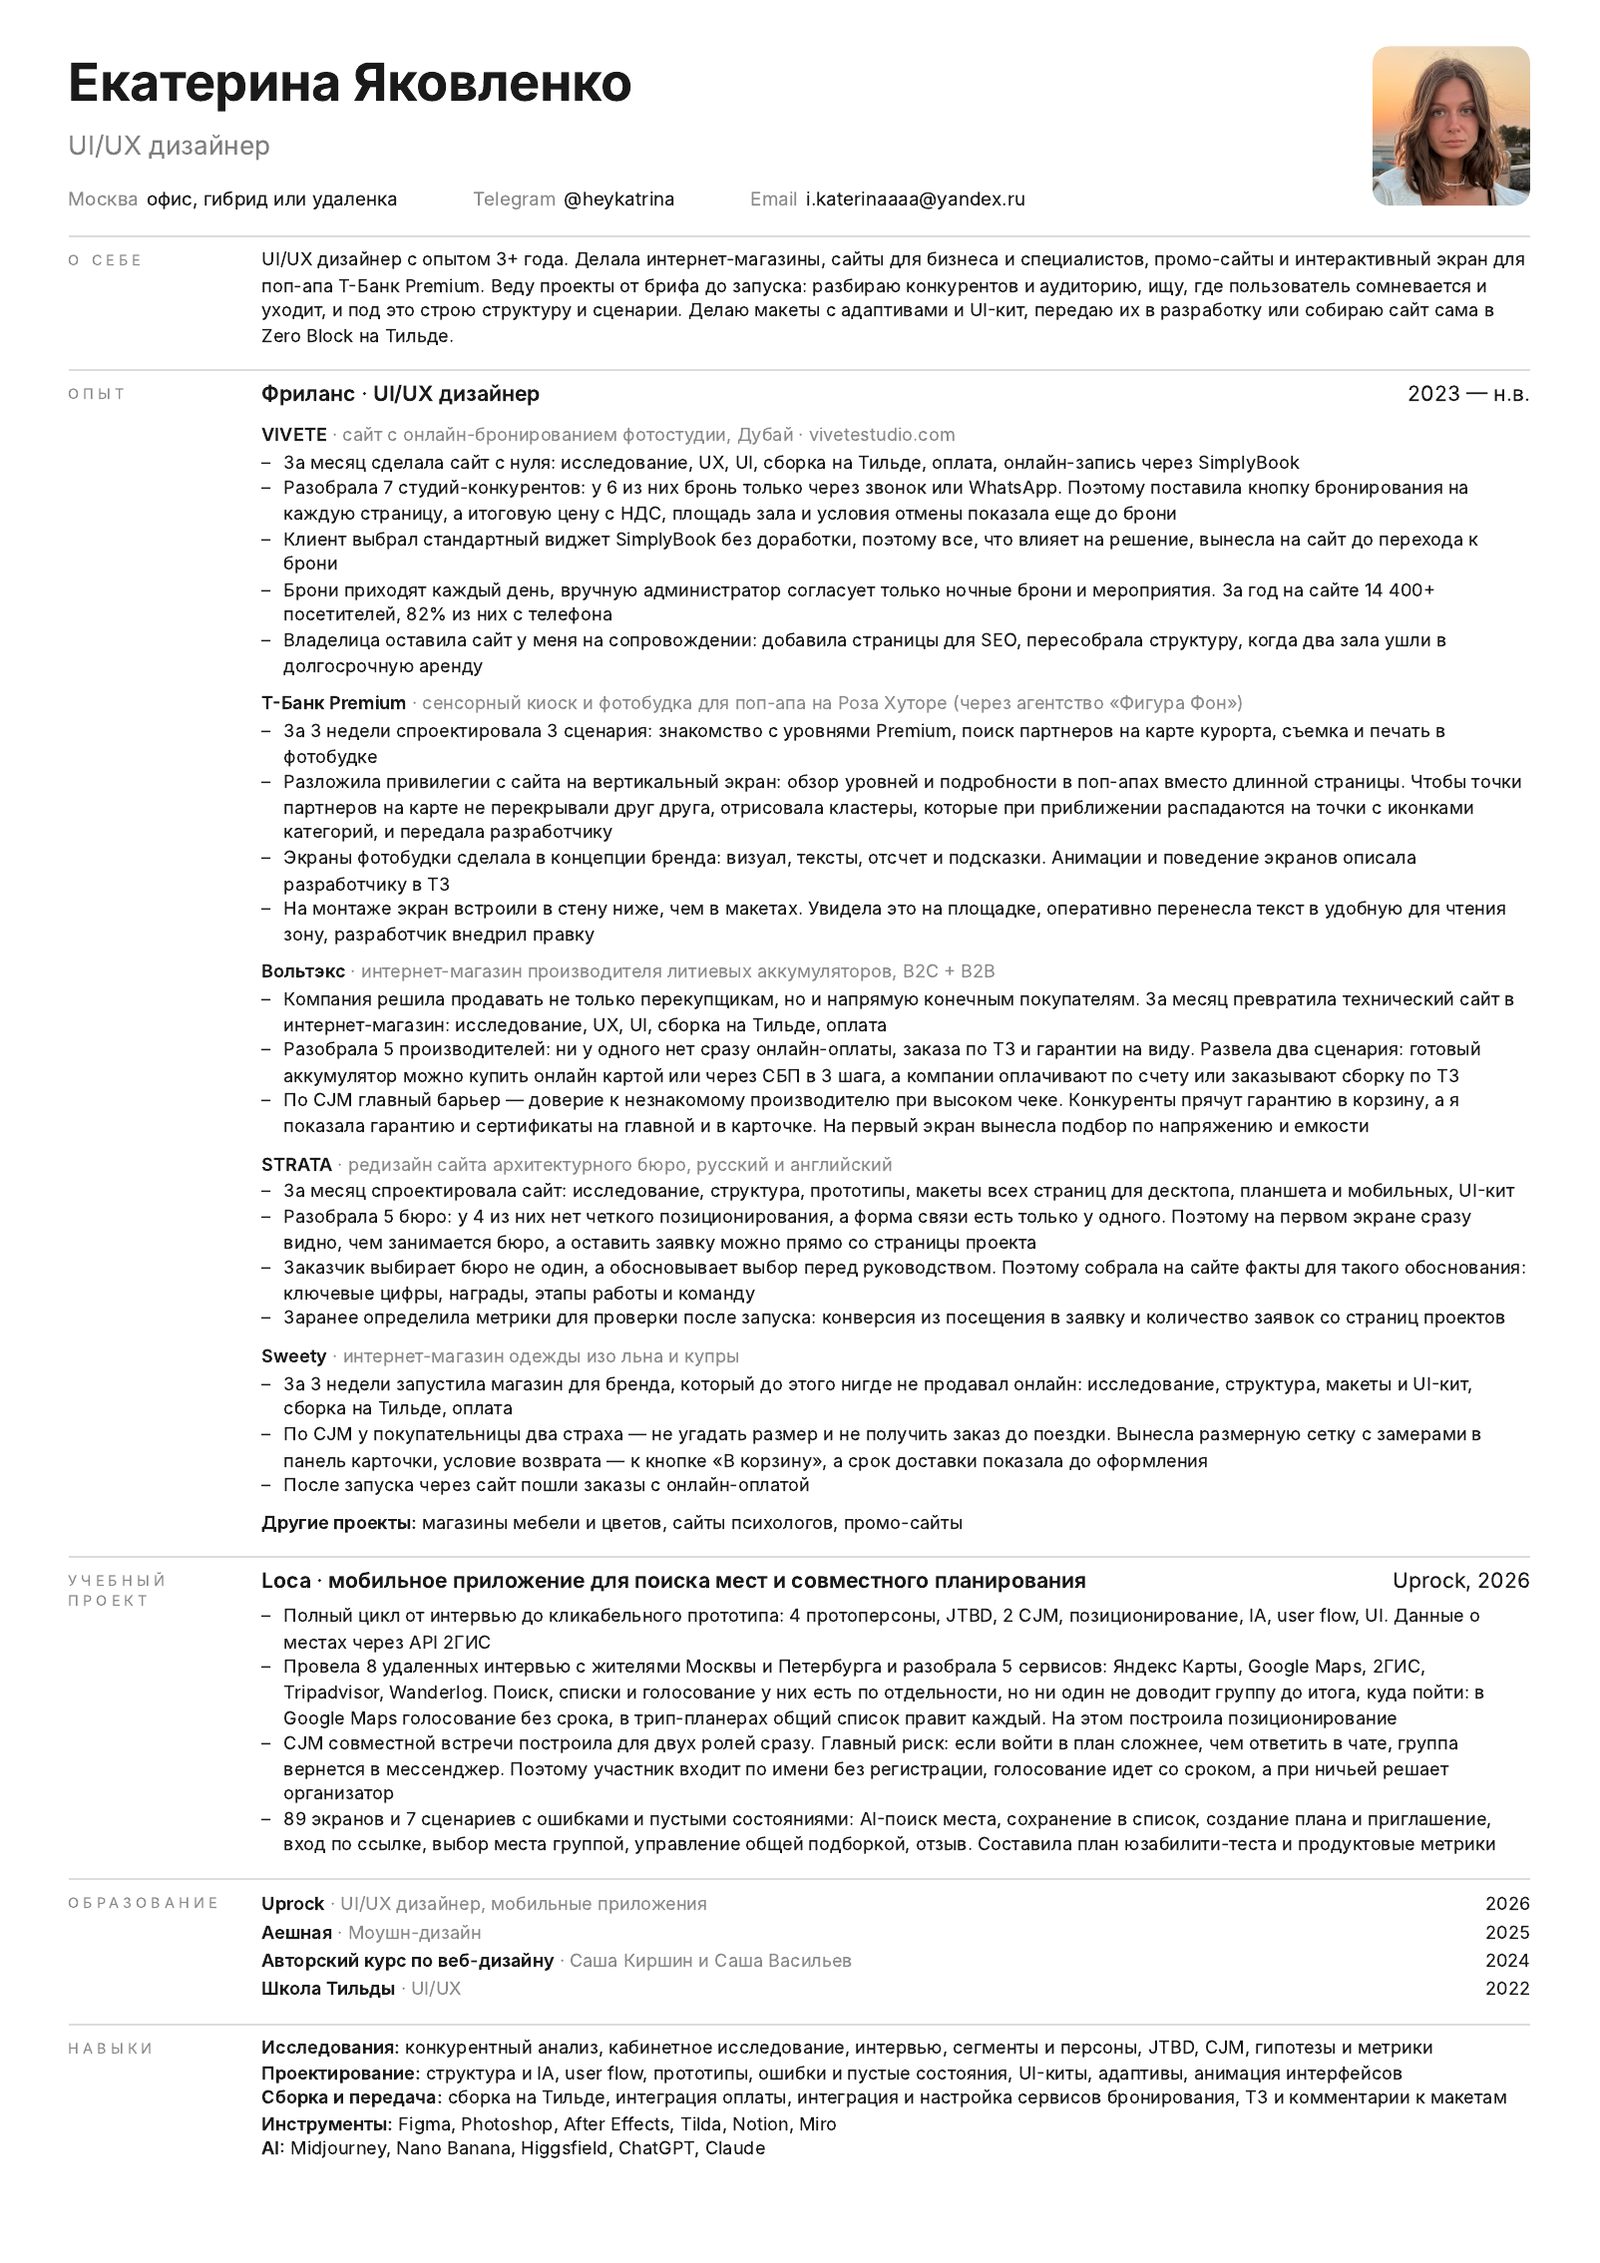 Екатерина Яковленко
UI/UX дизайнер
Москва офис, гибрид или удаленка Telegram @heykatrina Email i.katerinaaaa@yandex.ru
О СЕБЕ
UI/UX дизайнер с опытом 3+ года. Делала интернет-магазины, сайты для бизнеса и специалистов, промо-сайты и интерактивный экран для
поп-апа Т-Банк Premium. Веду проекты от брифа до запуска: разбираю конкурентов и аудиторию, ищу, где пользователь сомневается и
уходит, и под это строю структуру и сценарии. Делаю макеты с адаптивами и UI-кит, передаю их в разработку или собираю сайт сама в
Zero Block на Тильде.
ОПЫТ
Фриланс · UI/UX дизайнер 2023 — н.в.
VIVETE · сайт с онлайн-бронированием фотостудии, Дубай · vivetestudio.com
– За месяц сделала сайт с нуля: исследование, UX, UI, сборка на Тильде, оплата, онлайн-запись через SimplyBook
– Разобрала 7 студий-конкурентов: у 6 из них бронь только через звонок или WhatsApp. Поэтому поставила кнопку бронирования на
каждую страницу, а итоговую цену с НДС, площадь зала и условия отмены показала еще до брони
– Клиент выбрал стандартный виджет SimplyBook без доработки, поэтому все, что влияет на решение, вынесла на сайт до перехода к
брони
– Брони приходят каждый день, вручную администратор согласует только ночные брони и мероприятия. За год на сайте 14 400+
посетителей, 82% из них с телефона
– Владелица оставила сайт у меня на сопровождении: добавила страницы для SEO, пересобрала структуру, когда два зала ушли в
долгосрочную аренду
Т-Банк Premium · сенсорный киоск и фотобудка для поп-апа на Роза Хуторе (через агентство «Фигура Фон»)
– За 3 недели спроектировала 3 сценария: знакомство с уровнями Premium, поиск партнеров на карте курорта, съемка и печать в
фотобудке
– Разложила привилегии с сайта на вертикальный экран: обзор уровней и подробности в поп-апах вместо длинной страницы. Чтобы точки
партнеров на карте не перекрывали друг друга, отрисовала кластеры, которые при приближении распадаются на точки с иконками
категорий, и передала разработчику
– Экраны фотобудки сделала в концепции бренда: визуал, тексты, отсчет и подсказки. Анимации и поведение экранов описала
разработчику в ТЗ
– На монтаже экран встроили в стену ниже, чем в макетах. Увидела это на площадке, оперативно перенесла текст в удобную для чтения
зону, разработчик внедрил правку
Вольтэкс · интернет-магазин производителя литиевых аккумуляторов, B2C + B2B
– Компания решила продавать не только перекупщикам, но и напрямую конечным покупателям. За месяц превратила технический сайт в
интернет-магазин: исследование, UX, UI, сборка на Тильде, оплата
– Разобрала 5 производителей: ни у одного нет сразу онлайн-оплаты, заказа по ТЗ и гарантии на виду. Развела два сценария: готовый
аккумулятор можно купить онлайн картой или через СБП в 3 шага, а компании оплачивают по счету или заказывают сборку по ТЗ
– По CJM главный барьер — доверие к незнакомому производителю при высоком чеке. Конкуренты прячут гарантию в корзину, а я
показала гарантию и сертификаты на главной и в карточке. На первый экран вынесла подбор по напряжению и емкости
STRATA · редизайн сайта архитектурного бюро, русский и английский
– За месяц спроектировала сайт: исследование, структура, прототипы, макеты всех страниц для десктопа, планшета и мобильных, UI-кит
– Разобрала 5 бюро: у 4 из них нет четкого позиционирования, а форма связи есть только у одного. Поэтому на первом экране сразу
видно, чем занимается бюро, а оставить заявку можно прямо со страницы проекта
– Заказчик выбирает бюро не один, а обосновывает выбор перед руководством. Поэтому собрала на сайте факты для такого обоснования:
ключевые цифры, награды, этапы работы и команду
– Заранее определила метрики для проверки после запуска: конверсия из посещения в заявку и количество заявок со страниц проектов
Sweety · интернет-магазин одежды изо льна и купры
– За 3 недели запустила магазин для бренда, который до этого нигде не продавал онлайн: исследование, структура, макеты и UI-кит,
сборка на Тильде, оплата
– По CJM у покупательницы два страха — не угадать размер и не получить заказ до поездки. Вынесла размерную сетку с замерами в
панель карточки, условие возврата — к кнопке «В корзину», а срок доставки показала до оформления
– После запуска через сайт пошли заказы с онлайн-оплатой
Другие проекты: магазины мебели и цветов, сайты психологов, промо-сайты
УЧЕБНЫЙ
ПРОЕКТ
Loca · мобильное приложение для поиска мест и совместного планирования Uprock, 2026
– Полный цикл от интервью до кликабельного прототипа: 4 протоперсоны, JTBD, 2 CJM, позиционирование, IA, user flow, UI. Данные о
местах через API 2ГИС
– Провела 8 удаленных интервью с жителями Москвы и Петербурга и разобрала 5 сервисов: Яндекс Карты, Google Maps, 2ГИС,
Tripadvisor, Wanderlog. Поиск, списки и голосование у них есть по отдельности, но ни один не доводит группу до итога, куда пойти: в
Google Maps голосование без срока, в трип-планерах общий список правит каждый. На этом построила позиционирование
– CJM совместной встречи построила для двух ролей сразу. Главный риск: если войти в план сложнее, чем ответить в чате, группа
вернется в мессенджер. Поэтому участник входит по имени без регистрации, голосование идет со сроком, а при ничьей решает
организатор
– 89 экранов и 7 сценариев с ошибками и пустыми состояниями: AI-поиск места, сохранение в список, создание плана и приглашение,
вход по ссылке, выбор места группой, управление общей подборкой, отзыв. Составила план юзабилити-теста и продуктовые метрики
ОБРАЗОВАНИЕ
Uprock · UI/UX дизайнер, мобильные приложения 2026
Аешная · Моушн-дизайн 2025
Авторский курс по веб-дизайну · Саша Киршин и Саша Васильев 2024
Школа Тильды · UI/UX 2022
НАВЫКИ
Исследования: конкурентный анализ, кабинетное исследование, интервью, сегменты и персоны, JTBD, CJM, гипотезы и метрики
Проектирование: структура и IA, user flow, прототипы, ошибки и пустые состояния, UI-киты, адаптивы, анимация интерфейсов
Сборка и передача: сборка на Тильде, интеграция оплаты, интеграция и настройка сервисов бронирования, ТЗ и комментарии к макетам
Инструменты: Figma, Photoshop, After Effects, Tilda, Notion, Miro
AI: Midjourney, Nano Banana, Higgsfield, ChatGPT, Claude